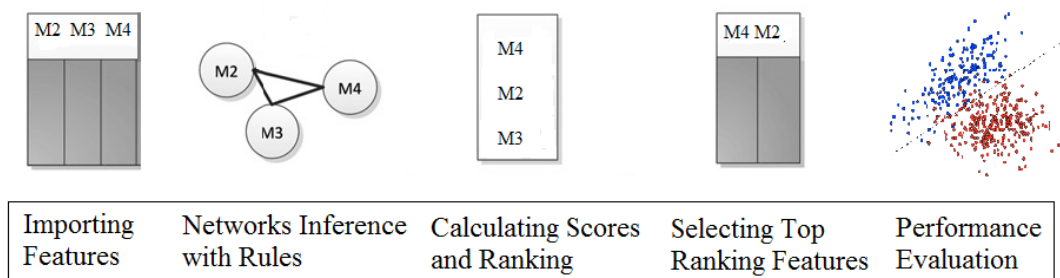 M2 M3 M4
M2
M4
M3
M4
M2
M3
M4 M2
Importing
Features
Networks Inference
with Rules
Calculating Scores
and Ranking
Selecting Top
Ranking Features
Performance
Evaluation